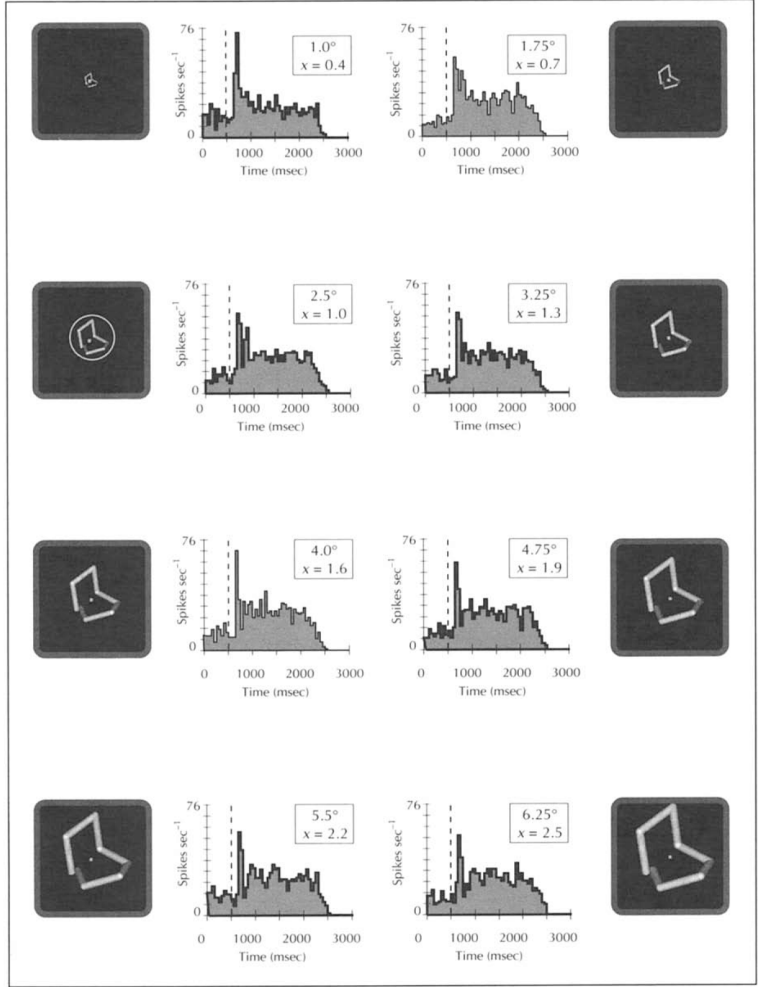 76
Spikes sec⁻¹
0
1.0°
x = 0.4
0 1000 2000 3000
Time (msec)
76
Spikes sec⁻¹
0
1.75°
x = 0.7
0 1000 2000 3000
Time (msec)
76
Spikes sec⁻¹
0
2.5°
x = 1.0
0 1000 2000 3000
Time (msec)
76
Spikes sec⁻¹
0
3.25°
x = 1.3
0 1000 2000 3000
Time (msec)
76
Spikes sec⁻¹
0
4.0°
x = 1.6
0 1000 2000 3000
Time (msec)
76
Spikes sec⁻¹
0
4.75°
x = 1.9
0 1000 2000 3000
Time (msec)
76
Spikes sec⁻¹
0
5.5°
x = 2.2
0 1000 2000 3000
Time (msec)
76
Spikes sec⁻¹
0
6.25°
x = 2.5
0 1000 2000 3000
Time (msec)